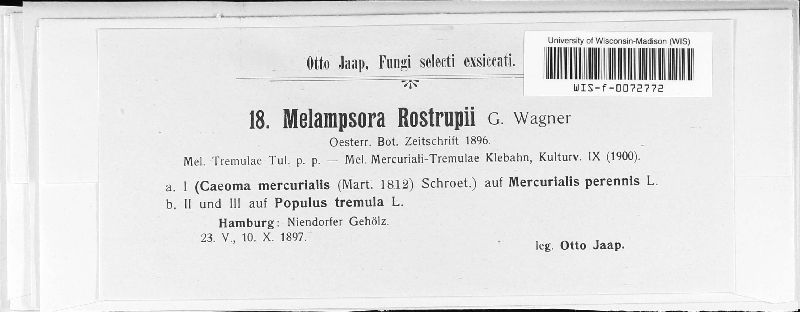 University of Wisconsin-Madison (WIS)
WIS-f-0072772
Otto Jaap, Fungi selecti exsiccati.
18. Melampsora Rostrupii G. Wagner
Oesterr. Bot. Zeitschrift 1896.
Mel. Tremulae Tul. p. p. — Mel. Mercuriali-Tremulae Klebahn, Kulturv. IX (1900).
a. I (Caeoma mercurialis (Mart. 1812) Schroet.) auf Mercurialis perennis L.
b. II und III auf Populus tremula L.
Hamburg: Niendorfer Gehölz.
23. V., 10. X. 1897.
leg. Otto Jaap.